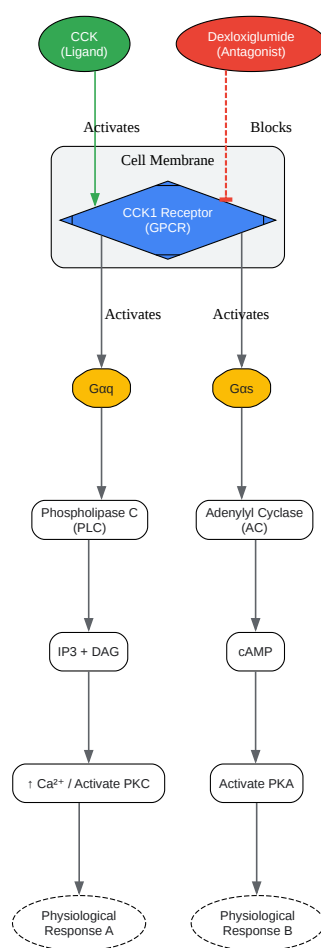 CCK
(Ligand)
Dexloxiglumide
(Antagonist)
Activates
Blocks
Cell Membrane
CCK1 Receptor
(GPCR)
Activates
Activates
Gαq
Gαs
Phospholipase C
(PLC)
Adenylyl Cyclase
(AC)
IP3 + DAG
cAMP
↑ Ca²⁺ / Activate PKC
Activate PKA
Physiological
Response A
Physiological
Response B